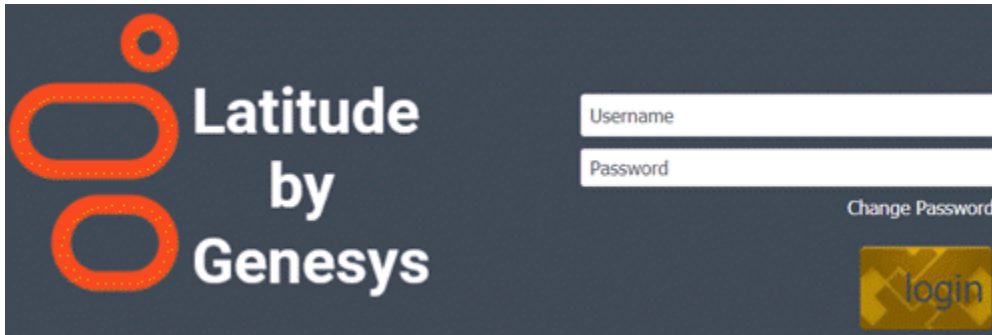 Latitude
by
Genesys
Username
Password
Change Password
login